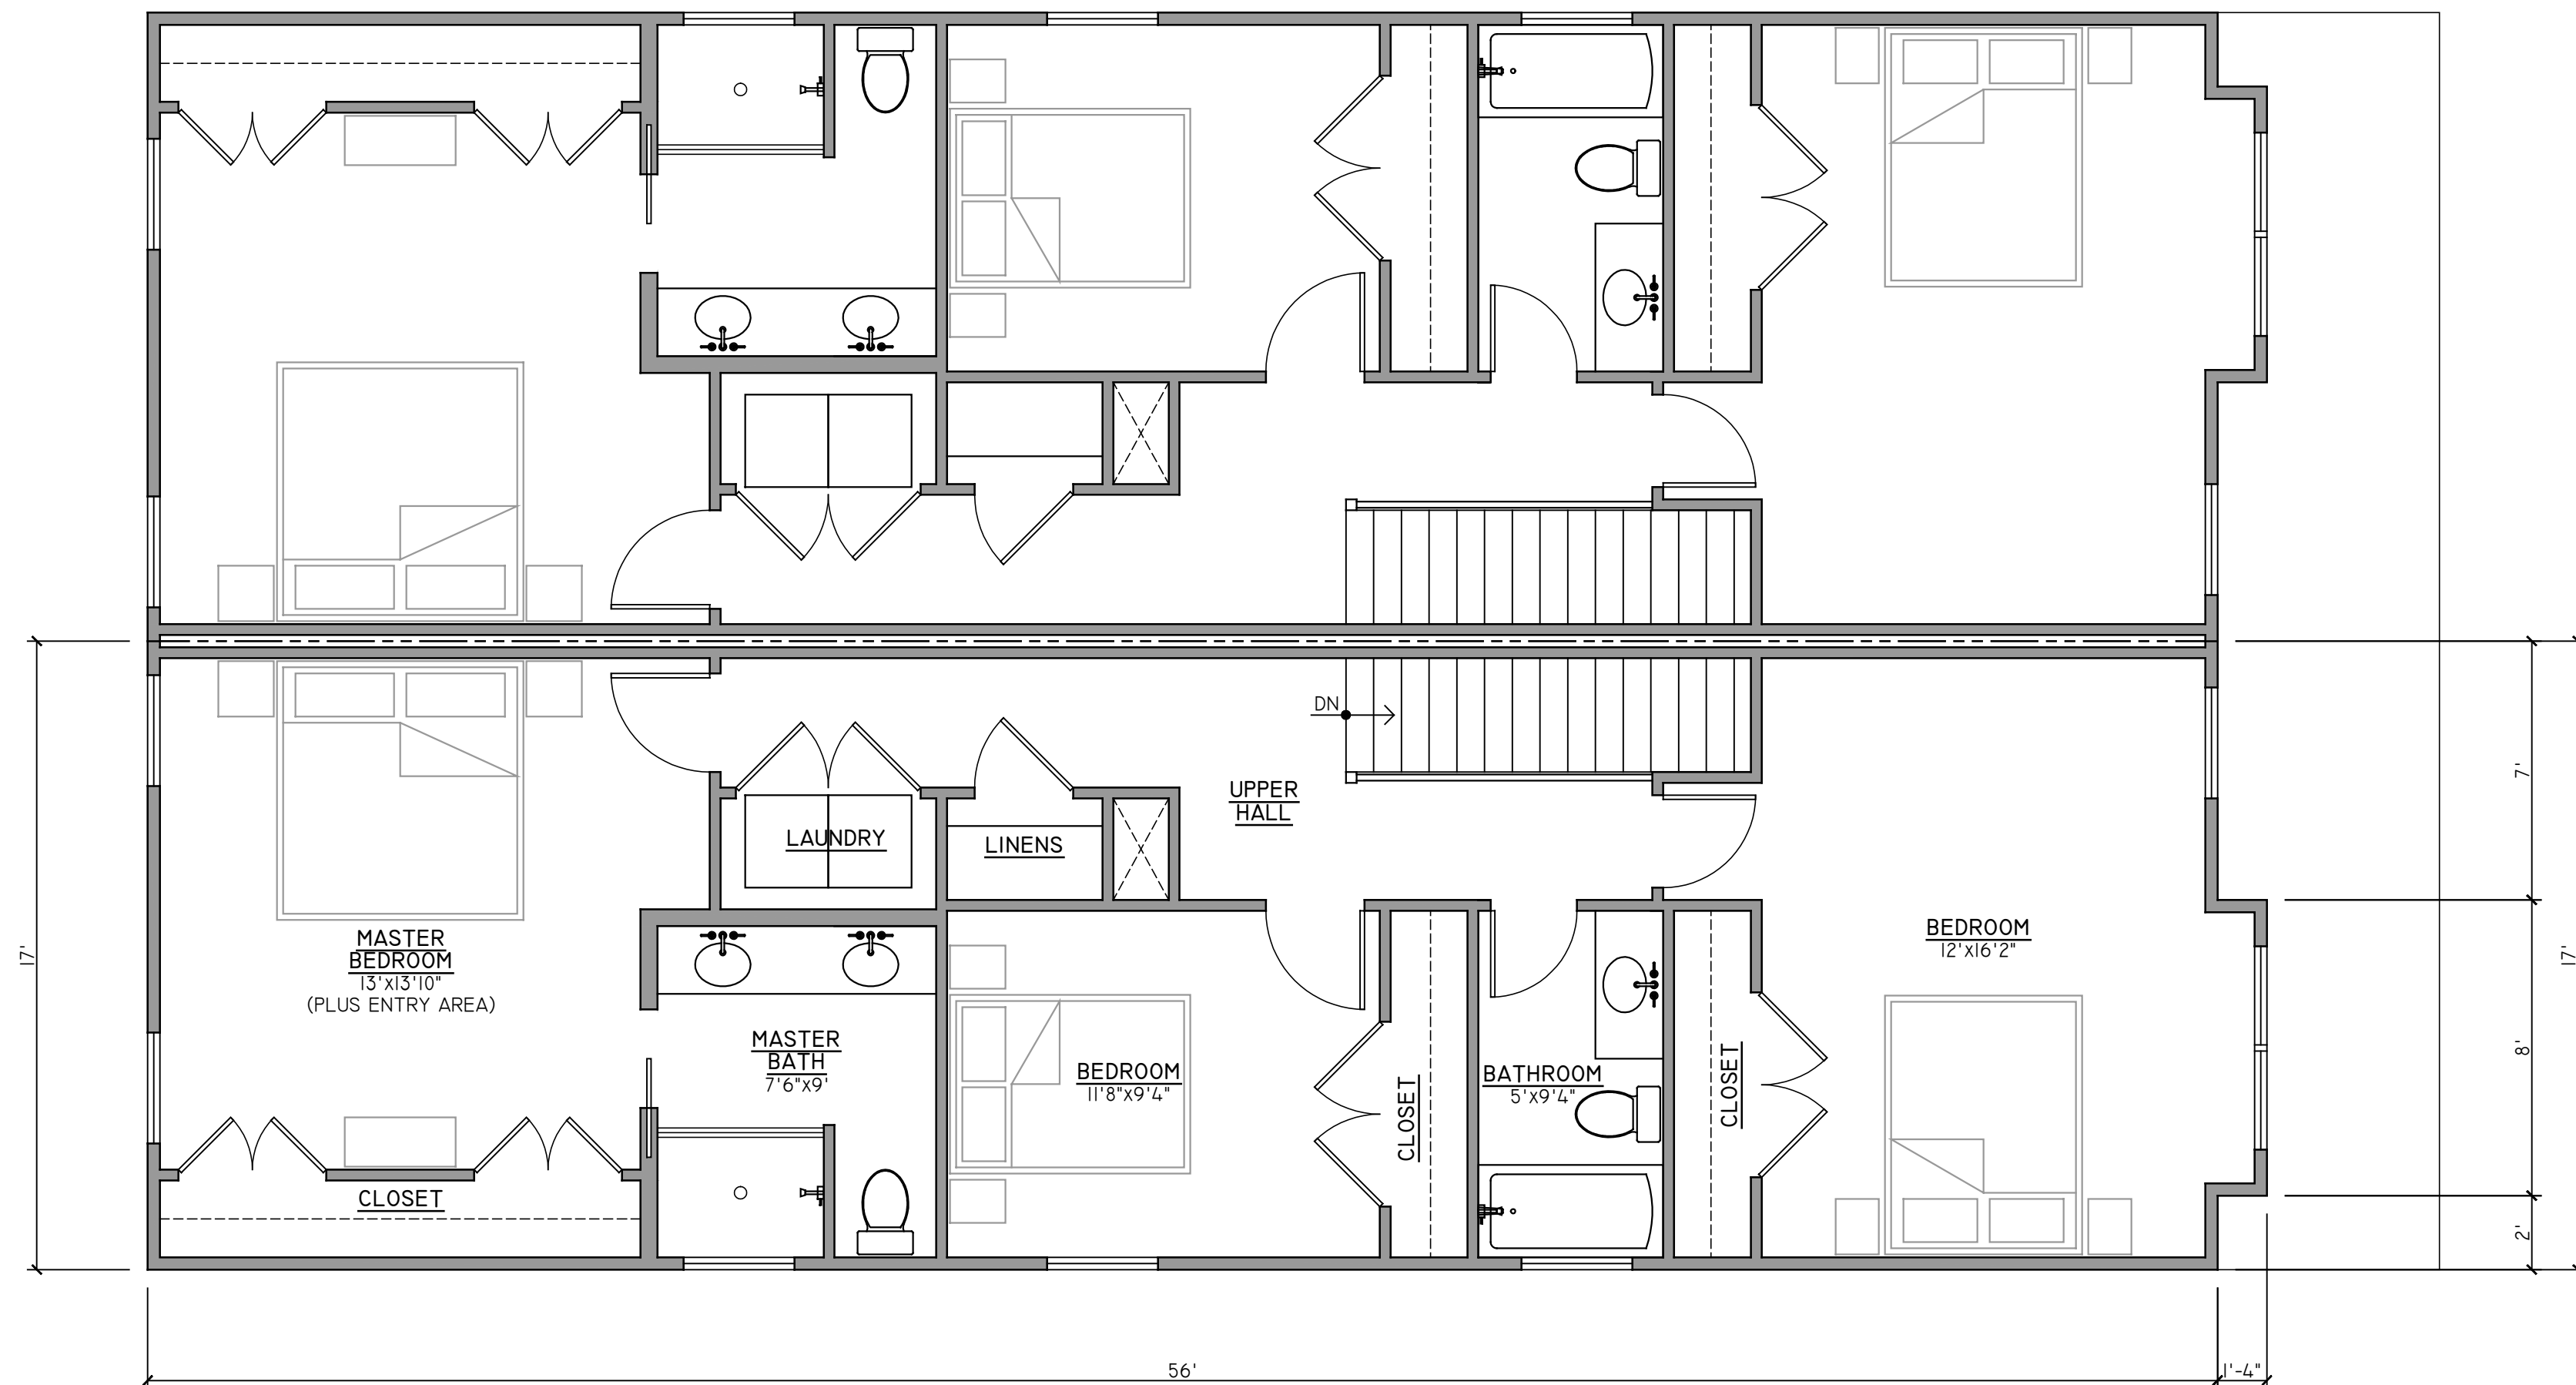 DN
UPPER
HALL
LAUNDRY
LINENS
MASTER
BEDROOM
13'x13'10"
(PLUS ENTRY AREA)
MASTER
BATH
7'6"x9'
BEDROOM
11'8"x9'4"
CLOSET
BATHROOM
5'x9'4"
CLOSET
BEDROOM
12'x16'2"
CLOSET
17'
7'
8'
2'
17'
56'
1'-4"